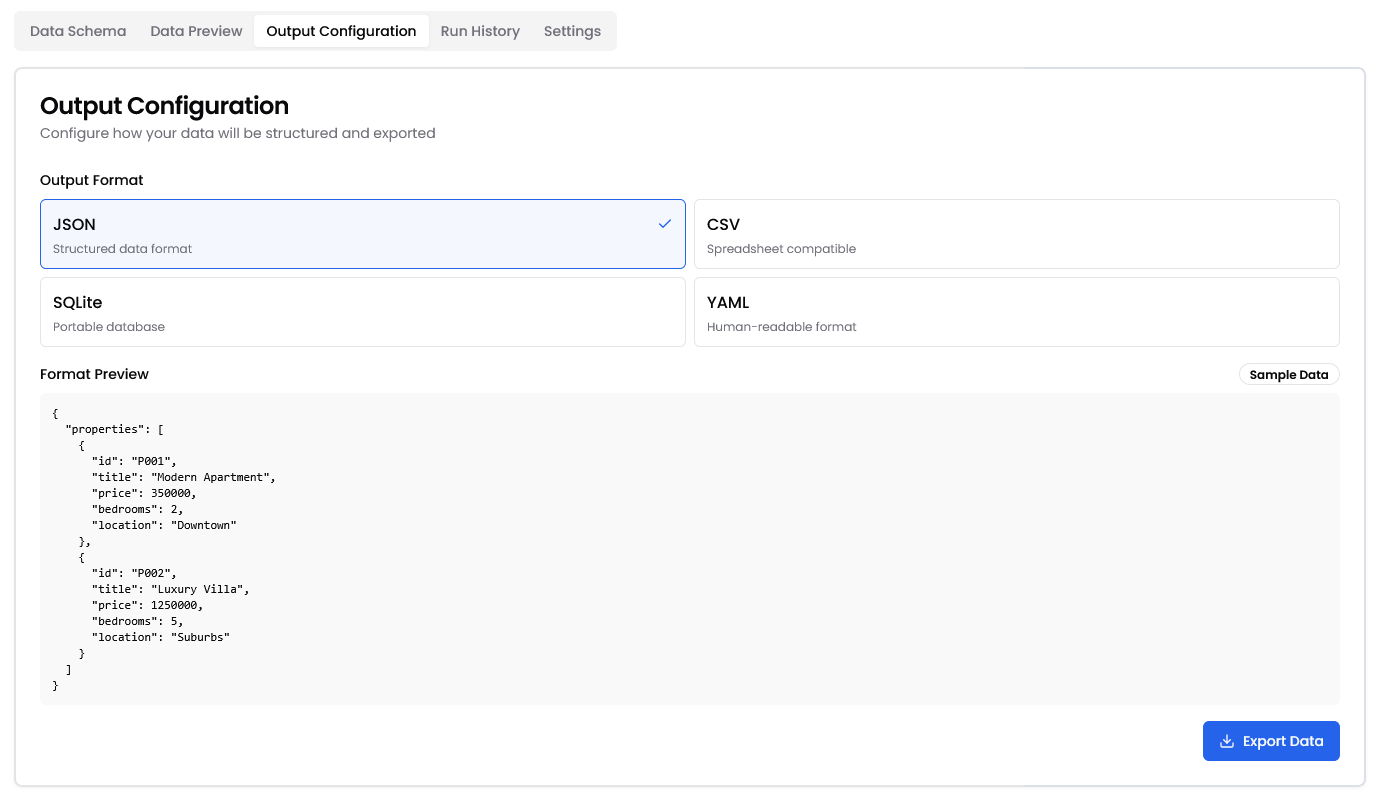 Data Schema Data Preview Output Configuration Run History Settings
Output Configuration
Configure how your data will be structured and exported
Output Format
JSON
Structured data format
CSV
Spreadsheet compatible
SQLite
Portable database
YAML
Human-readable format
Format Preview
Sample Data
{
  "properties": [
    {
      "id": "P001",
      "title": "Modern Apartment",
      "price": 350000,
      "bedrooms": 2,
      "location": "Downtown"
    },
    {
      "id": "P002",
      "title": "Luxury Villa",
      "price": 1250000,
      "bedrooms": 5,
      "location": "Suburbs"
    }
  ]
}
Export Data